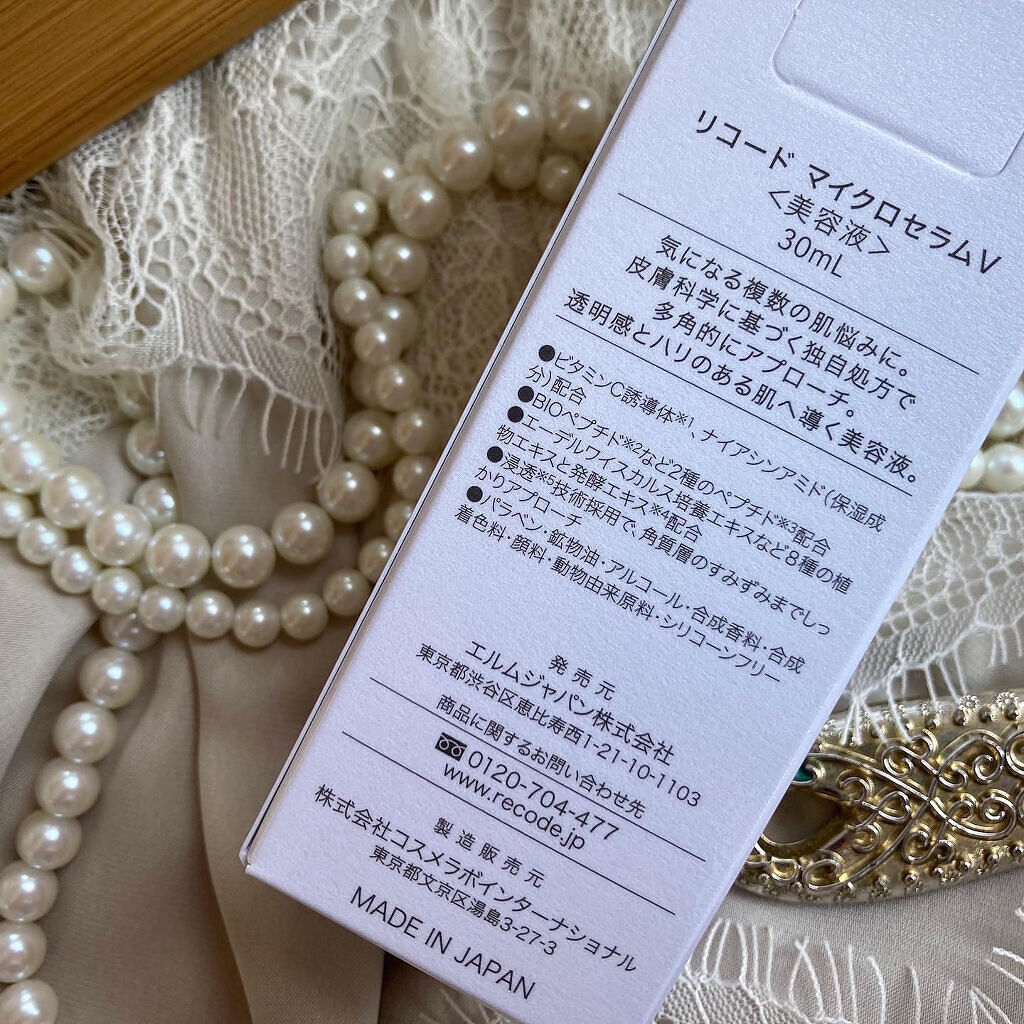 リコード マイクロセラムV
<美容液>
30mL
気になる複数の肌悩みに。
皮膚科学に基づく独自処方で
多角的にアプローチ。
透明感とハリのある肌へ導く美容液。
●ビタミンC誘導体※1、ナイアシンアミド(保湿成
分)配合
●BIOペプチド※2など2種のペプチド※3配合
●エーデルワイスカルス培養エキスなど8種の植
物エキスと発酵エキス※4配合
●浸透※5技術採用で、角質層のすみずみまでしっ
かりアプローチ
●パラベン・鉱物油・アルコール・合成香料・合成
着色料・顔料・動物由来原料・シリコーンフリー
発売元
エルムジャパン株式会社
東京都渋谷区恵比寿西1-21-10-1103
商品に関するお問い合わせ先
0120-704-477
www.recode.jp
製造販売元
株式会社コスメラボインターナショナル
東京都文京区湯島3-27-3
MADE IN JAPAN